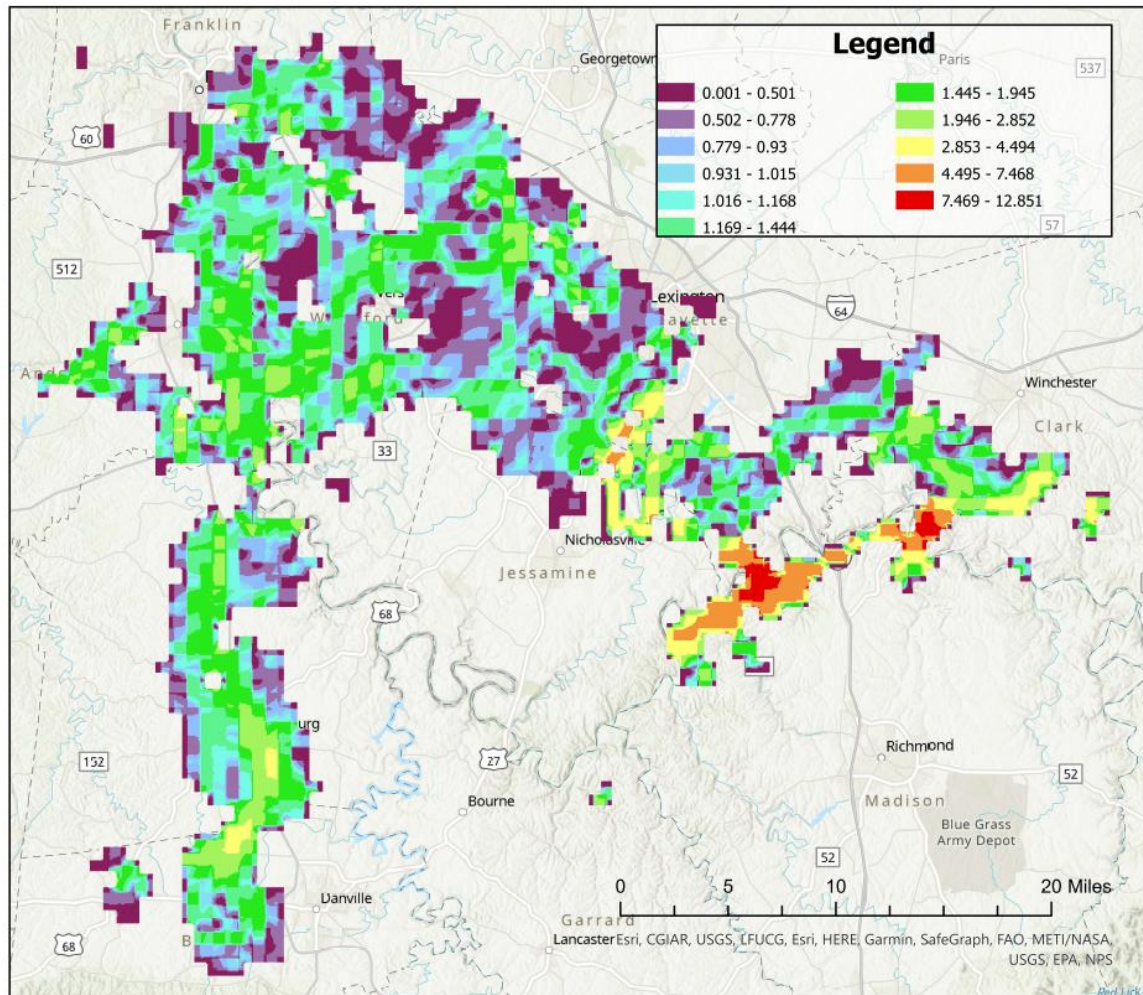 Franklin
Georgetown
Legend
Paris
537
0.001 - 0.501
1.445 - 1.945
0.502 - 0.778
1.946 - 2.852
60
0.779 - 0.93
2.853 - 4.494
0.931 - 1.015
4.495 - 7.468
1.016 - 1.168
7.469 - 12.851
1.169 - 1.444
57
512
Lexington
64
Winchester
Clark
33
Nicholasville
Jessamine
68
152
27
Richmond
52
Bourne
Madison
Blue Grass
Army Depot
52
0 5 10 20 Miles
Danville
Garrard
68
Lancaster
Esri, CGIAR, USGS, LFUCG, Esri, HERE, Garmin, SafeGraph, FAO, METI/NASA,
USGS, EPA, NPS
Red Lick